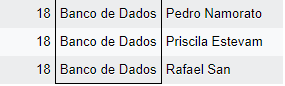 18 Banco de Dados Pedro Namorato
18 Banco de Dados Priscila Estevam
18 Banco de Dados Rafael San